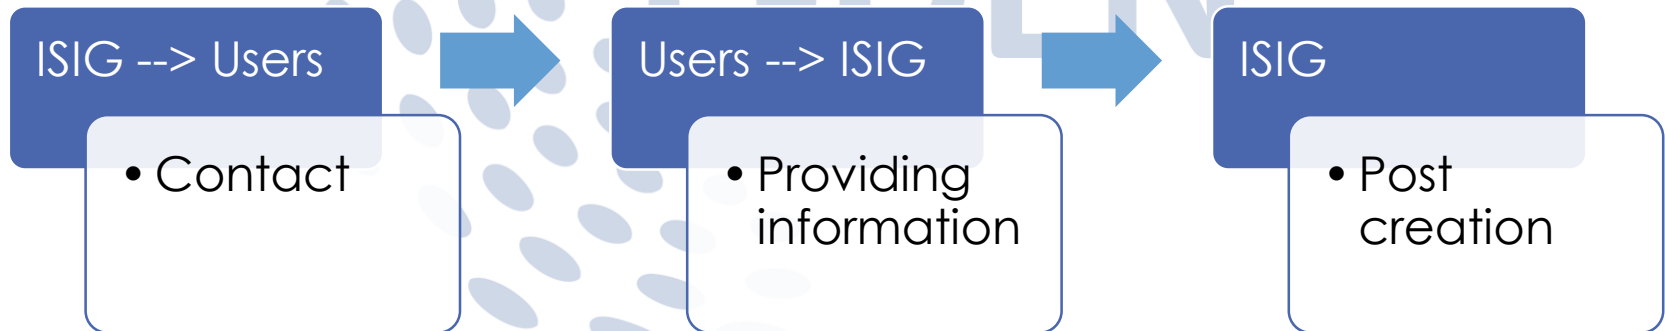 ISIG --> Users
• Contact
Users --> ISIG
• Providing
information
ISIG
• Post
creation